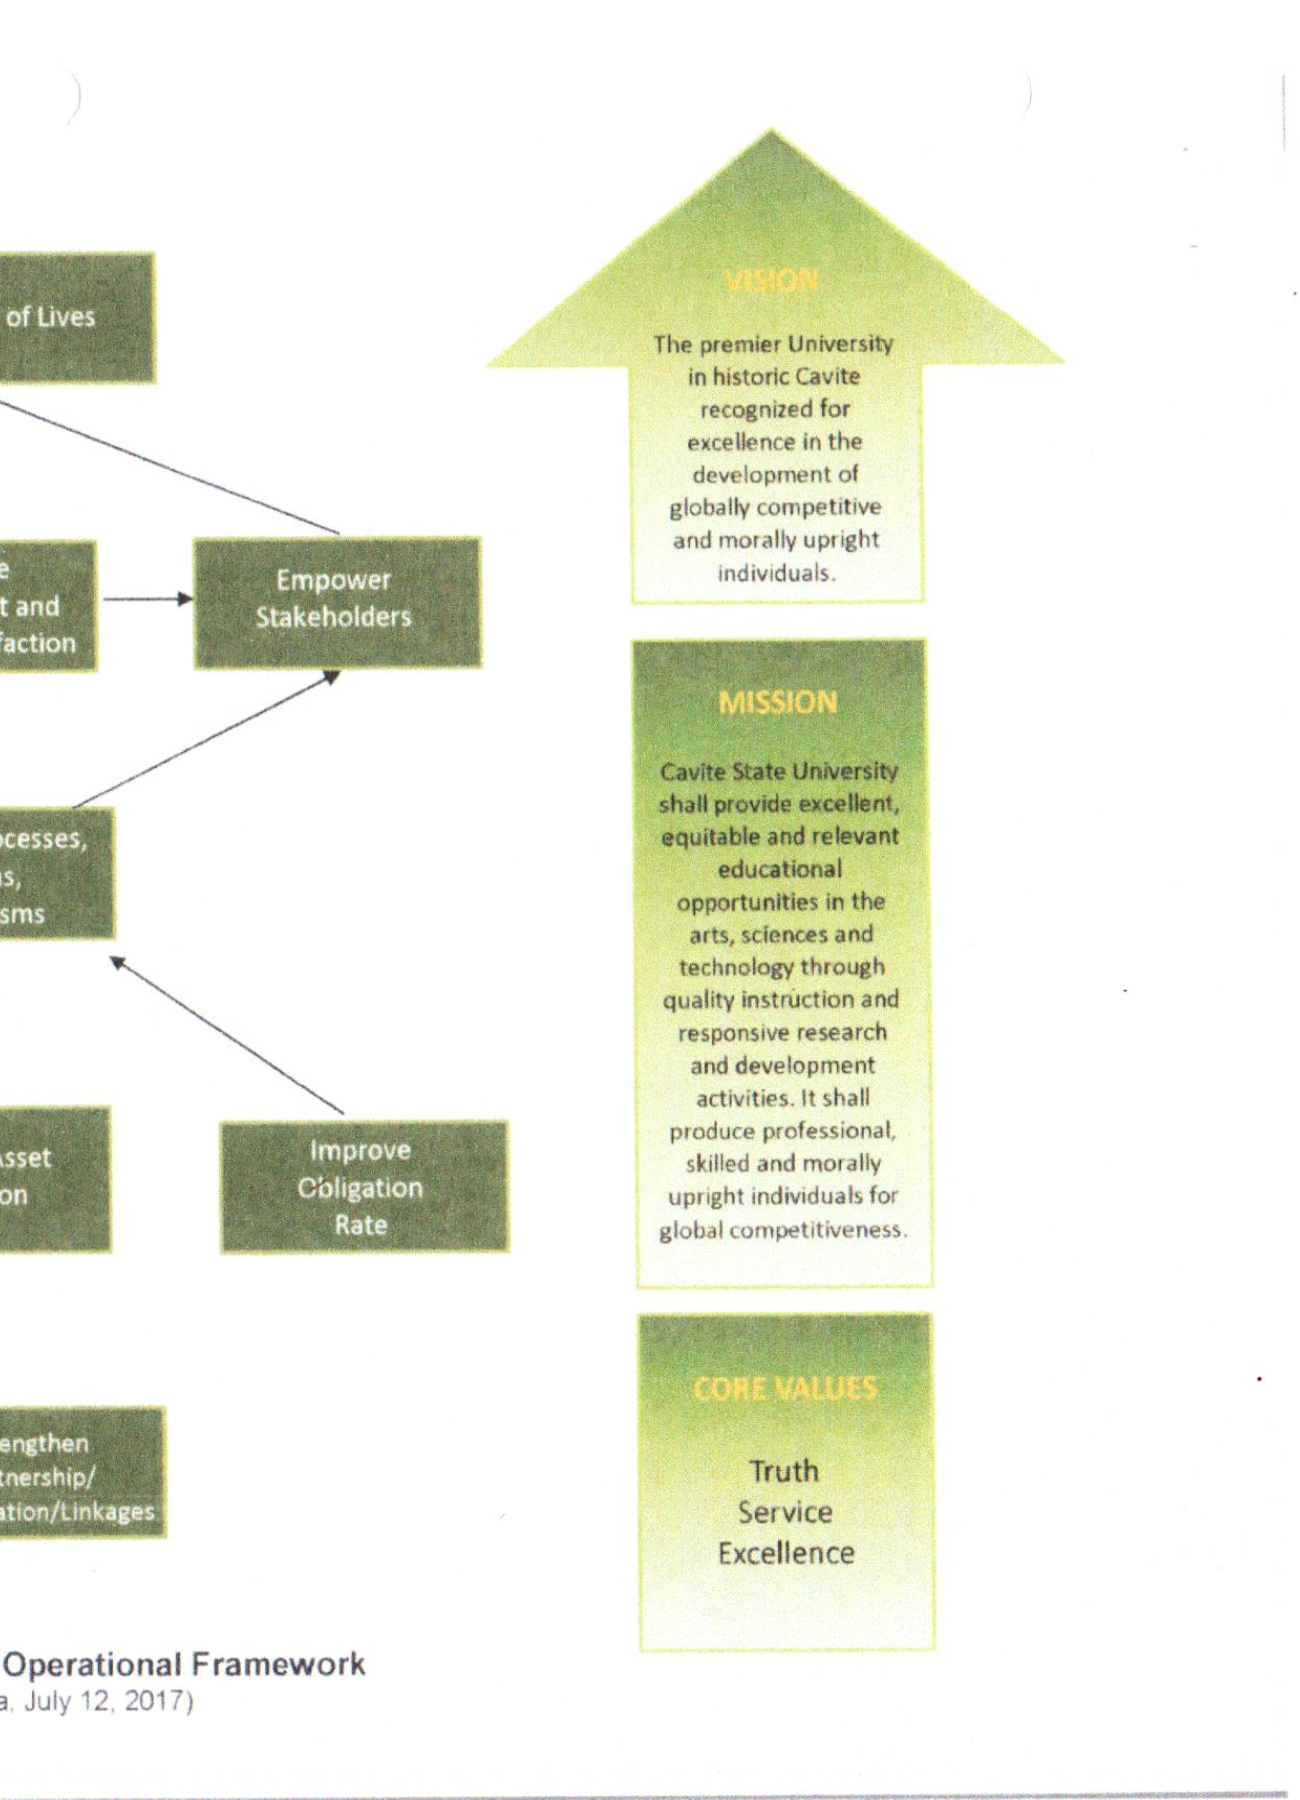 of Lives
e
t and
faction
Empower
Stakeholders
ocesses,
s,
sms
Asset
on
Improve
Obligation
Rate
engthen
tnership/
ation/Linkages
Operational Framework
a, July 12, 2017)
VISION
The premier University
in historic Cavite
recognized for
excellence in the
development of
globally competitive
and morally upright
individuals.
MISSION
Cavite State University
shall provide excellent,
equitable and relevant
educational
opportunities in the
arts, sciences and
technology through
quality instruction and
responsive research
and development
activities. It shall
produce professional,
skilled and morally
upright individuals for
global competitiveness.
CORE VALUES
Truth
Service
Excellence